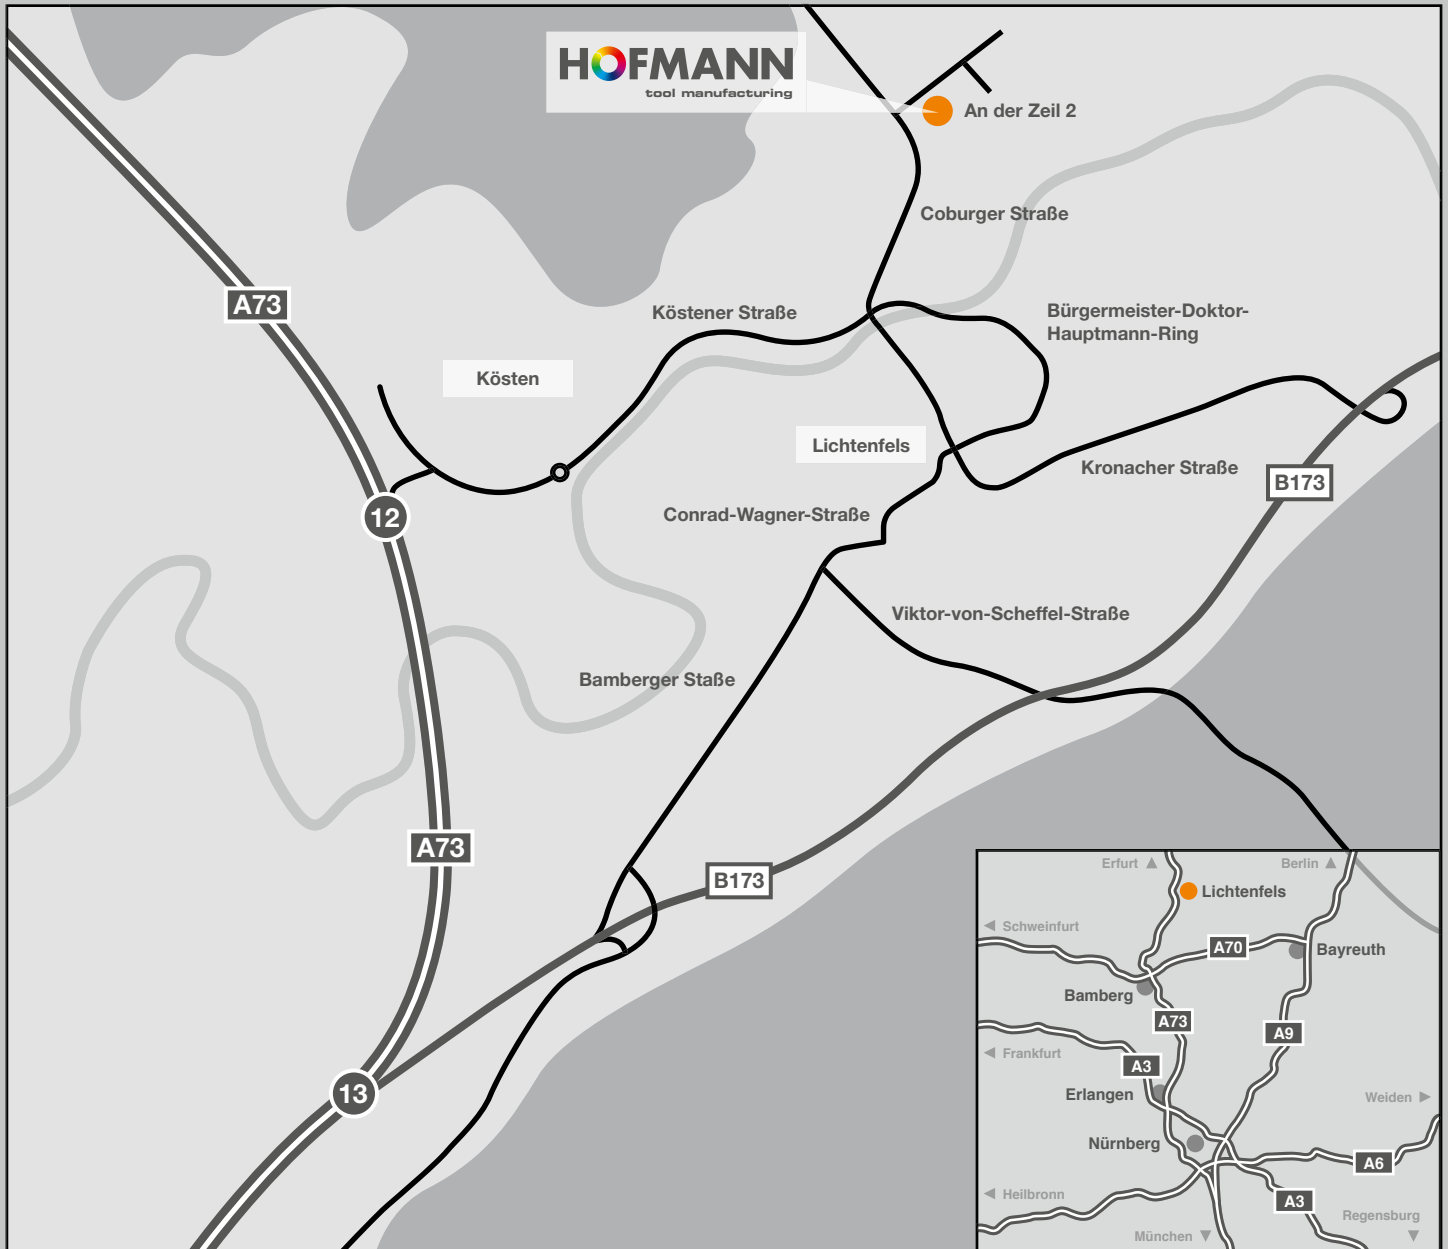 HOFMANN
tool manufacturing
An der Zeil 2
Coburger Straße
A73
Köstener Straße
Bürgermeister-Doktor-
Hauptmann-Ring
Kösten
Lichtenfels
Kronacher Straße
B173
12
Conrad-Wagner-Straße
Viktor-von-Scheffel-Straße
Bamberger Staße
A73
B173
13
Erfurt
Berlin
Lichtenfels
Schweinfurt
A70
Bayreuth
Bamberg
A73
A9
Frankfurt
A3
Erlangen
Weiden
Nürnberg
A6
Heilbronn
A3
Regensburg
München